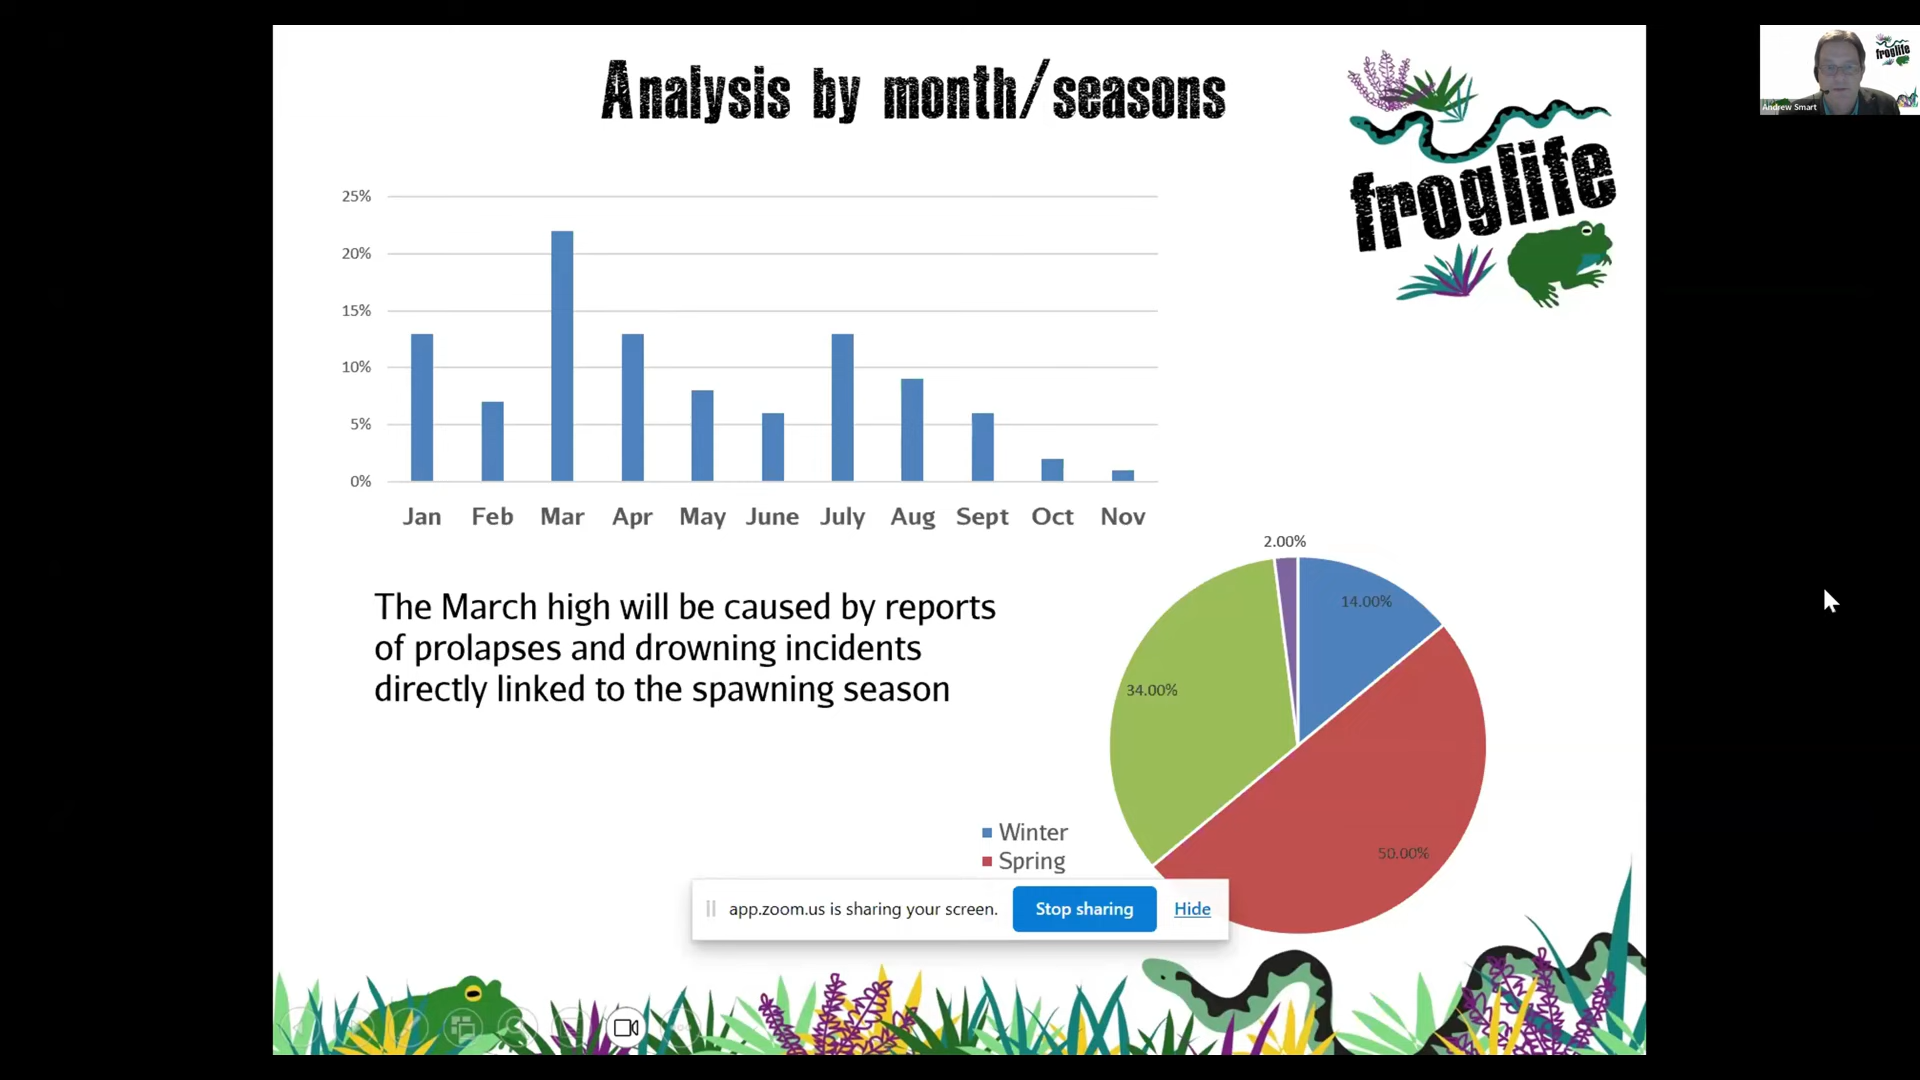 Analysis by month/seasons
froglife
froglife
Andrew Smart
25%
20%
15%
10%
5%
0%
Jan Feb Mar Apr May June July Aug Sept Oct Nov
The March high will be caused by reports
of prolapses and drowning incidents
directly linked to the spawning season
2.00%
14.00%
34.00%
50.00%
Winter
Spring
app.zoom.us is sharing your screen. Stop sharing Hide